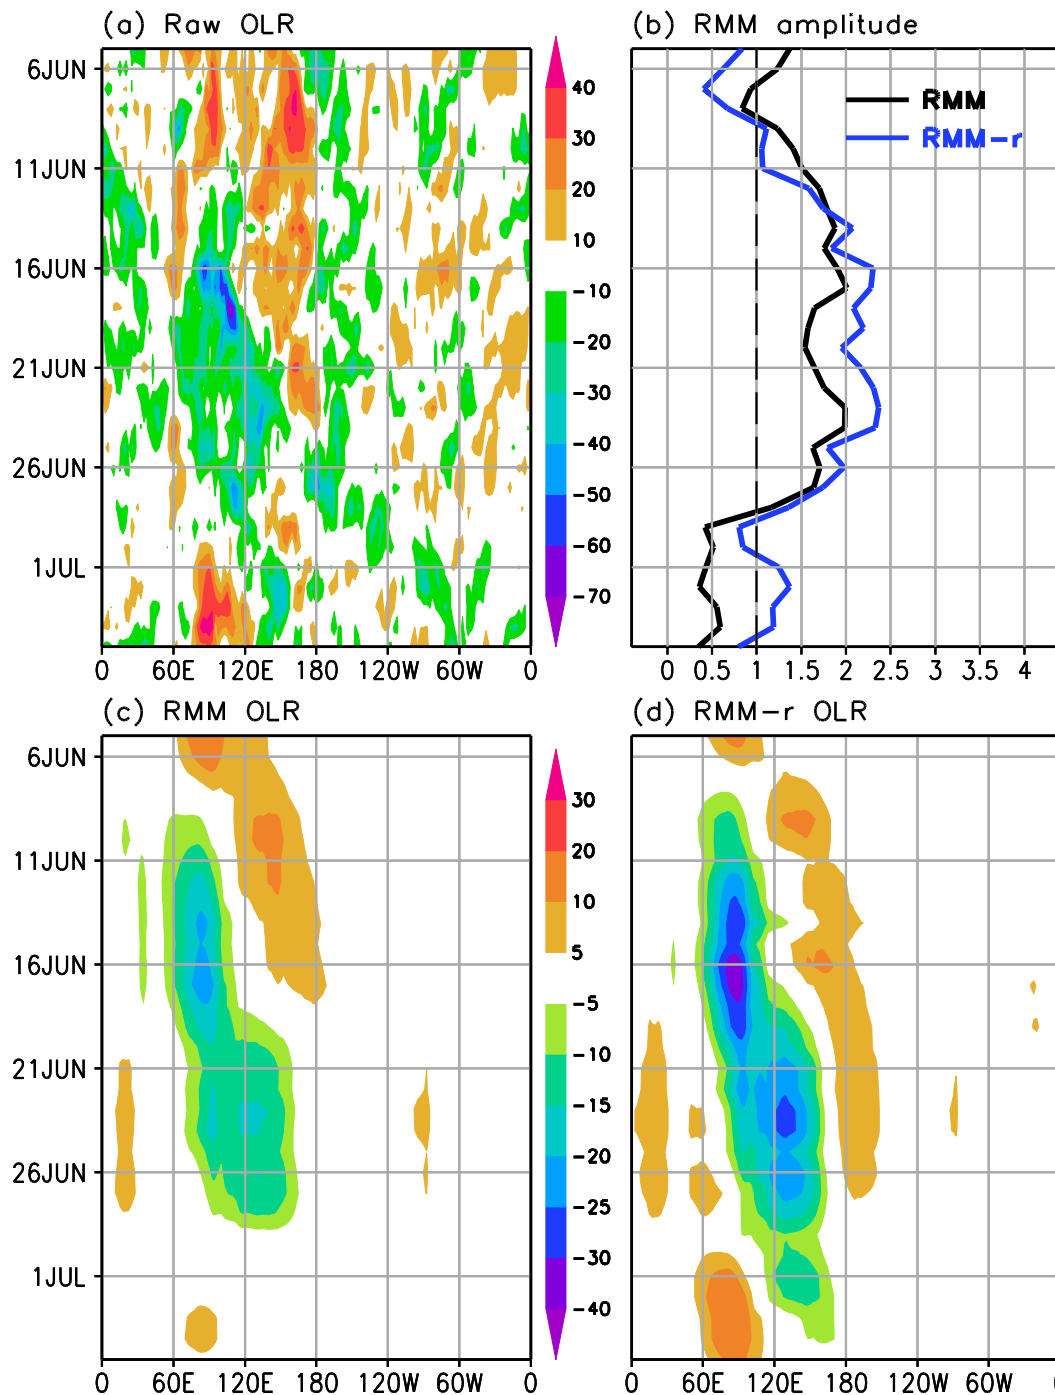 (a) Raw OLR
(b) RMM amplitude
6JUN
11JUN
16JUN
21JUN
26JUN
1JUL
0 60E 120E 180 120W 60W 0
40
30
20
10
-10
-20
-30
-40
-50
-60
-70
RMM
RMM-r
0 0.5 1 1.5 2 2.5 3 3.5 4
(c) RMM OLR
(d) RMM-r OLR
6JUN
11JUN
16JUN
21JUN
26JUN
1JUL
0 60E 120E 180 120W 60W 0
30
20
10
5
-5
-10
-15
-20
-25
-30
-40
0 60E 120E 180 120W 60W